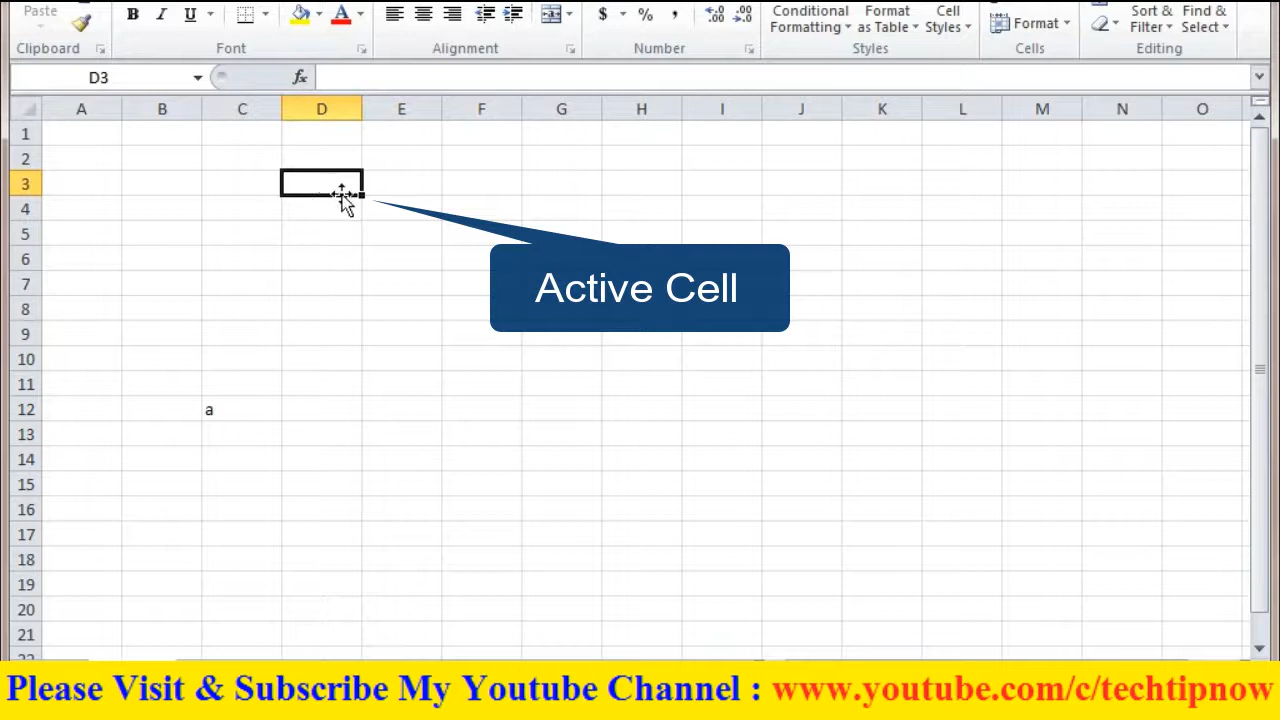 Paste
B I U A $ % , .00 .0
Conditional Format Cell
Formatting as Table Styles
Format
Sort & Find &
Filter Select
Clipboard Font Alignment Number Styles Cells Editing
D3 fx
A B C D E F G H I J K L M N O
1
2
3
4
5
6
7
8
9
10
11
12 a
13
14
15
16
17
18
19
20
21
Active Cell
Please Visit & Subscribe My Youtube Channel : www.youtube.com/c/techtipnow